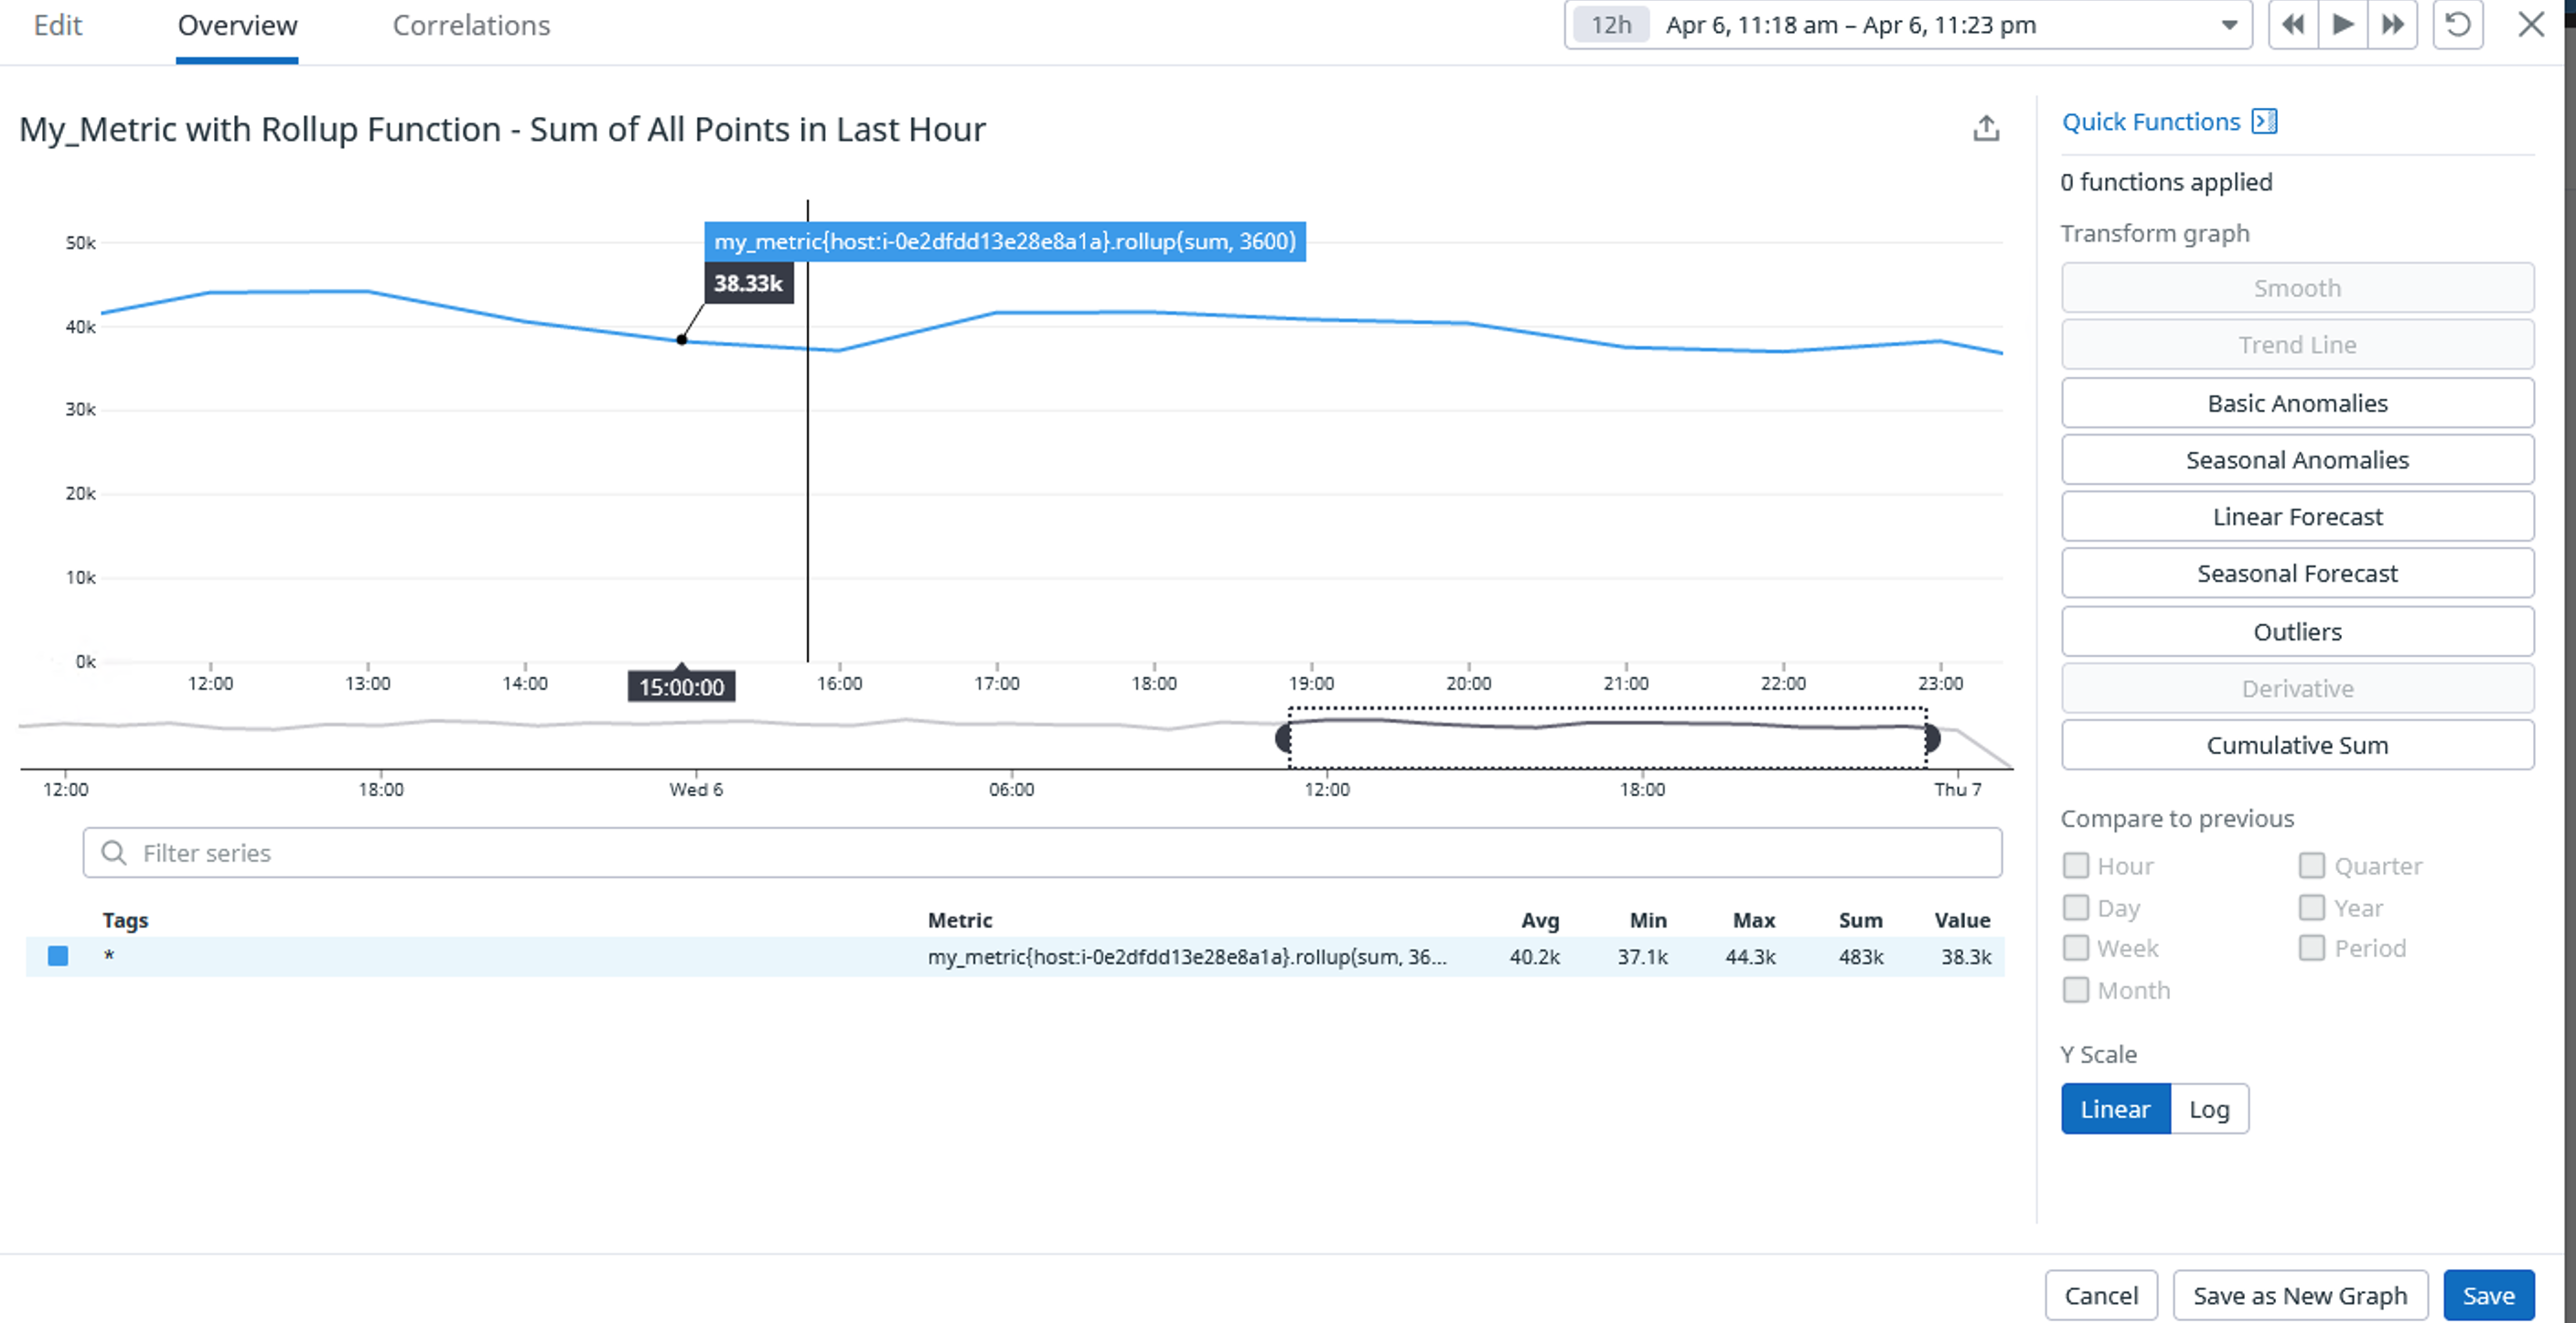 Edit Overview Correlations 12h Apr 6, 11:18 am – Apr 6, 11:23 pm
My_Metric with Rollup Function - Sum of All Points in Last Hour
50k
my_metric{host:i-0e2dfdd13e28e8a1a}.rollup(sum, 3600)
38.33k
40k
30k
20k
10k
0k
12:00 13:00 14:00 15:00:00 16:00 17:00 18:00 19:00 20:00 21:00 22:00 23:00
12:00 18:00 Wed 6 06:00 12:00 18:00 Thu 7
Filter series
Tags Metric Avg Min Max Sum Value
* my_metric{host:i-0e2dfdd13e28e8a1a}.rollup(sum, 36... 40.2k 37.1k 44.3k 483k 38.3k
Quick Functions
0 functions applied
Transform graph
Smooth
Trend Line
Basic Anomalies
Seasonal Anomalies
Linear Forecast
Seasonal Forecast
Outliers
Derivative
Cumulative Sum
Compare to previous
Hour Quarter
Day Year
Week Period
Month
Y Scale
Linear Log
Cancel Save as New Graph Save